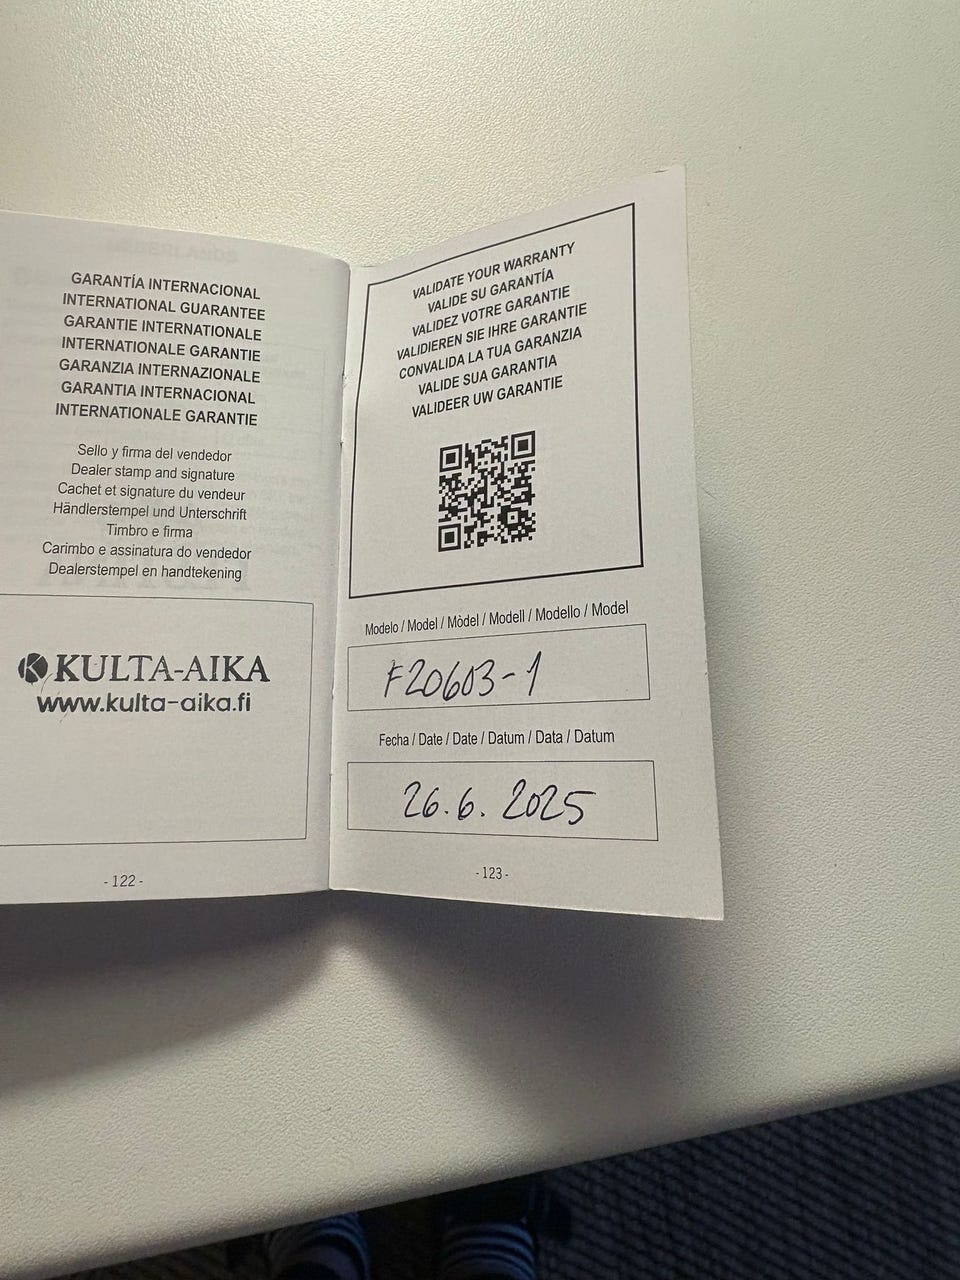 GARANTÍA INTERNACIONAL
INTERNATIONAL GUARANTEE
GARANTIE INTERNATIONALE
INTERNATIONALE GARANTIE
GARANZIA INTERNAZIONALE
GARANTIA INTERNACIONAL
INTERNATIONALE GARANTIE
Sello y firma del vendedor
Dealer stamp and signature
Cachet et signature du vendeur
Händlerstempel und Unterschrift
Timbro e firma
Carimbo e assinatura do vendedor
Dealerstempel en handtekening
KULTA-AIKA
www.kulta-aika.fi
- 122 -
VALIDATE YOUR WARRANTY
VALIDE SU GARANTÍA
VALIDEZ VOTRE GARANTIE
VALIDIEREN SIE IHRE GARANTIE
CONVALIDA LA TUA GARANZIA
VALIDE SUA GARANTIA
VALIDEER UW GARANTIE
Modelo / Model / Mòdel / Modell / Modello / Model
F20603-1
Fecha / Date / Date / Datum / Data / Datum
26.6.2025
- 123 -